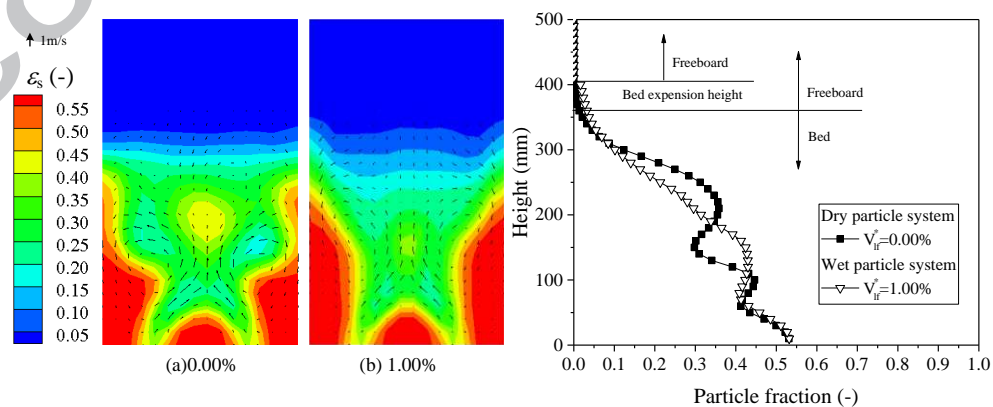 1m/s
εs (-)
0.55
0.50
0.45
0.40
0.35
0.30
0.25
0.20
0.15
0.10
0.05
(a)0.00%
(b) 1.00%
Height (mm)
500
400
300
200
100
0
Freeboard
Bed expension height
Freeboard
Bed
Dry particle system
V*lf=0.00%
Wet particle system
V*lf=1.00%
0.0 0.1 0.2 0.3 0.4 0.5 0.6 0.7 0.8 0.9 1.0
Particle fraction (-)